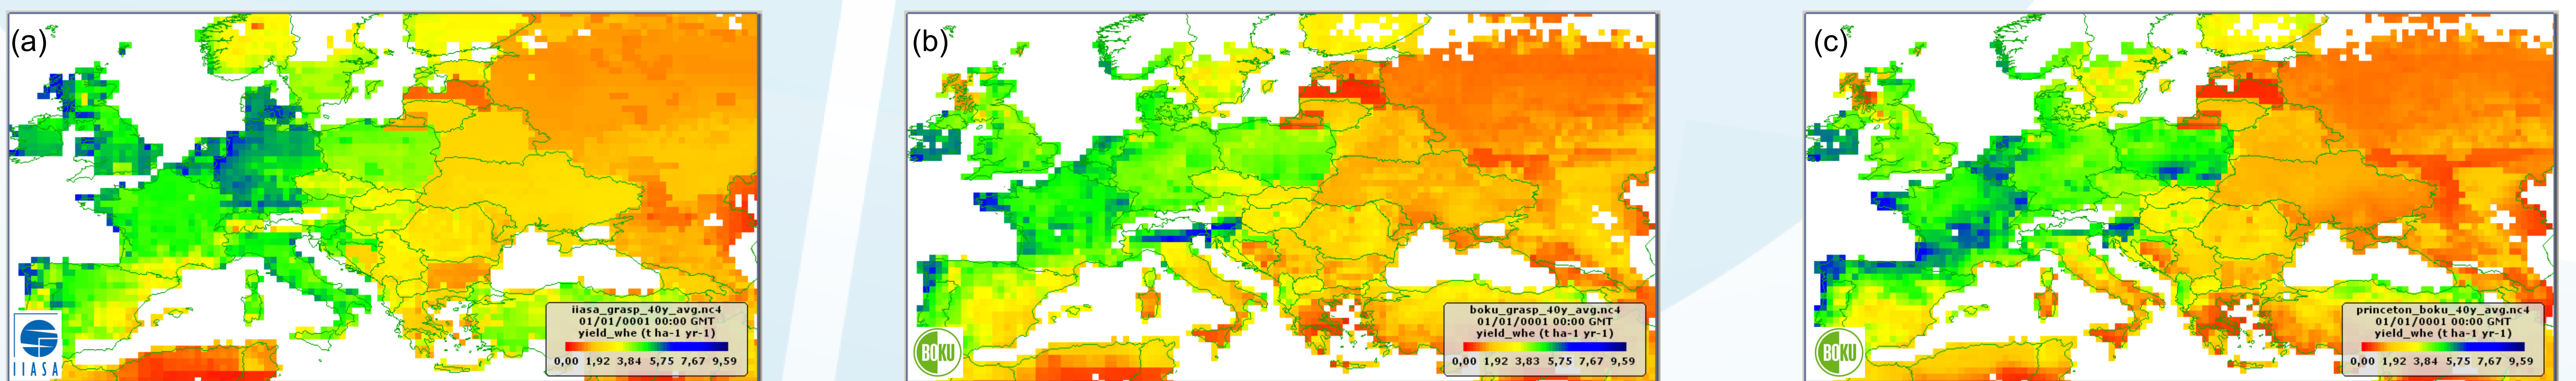 (a)
iiasa_grasp_40y_avg.nc4
01/01/0001 00:00 GMT
yield_whe (t ha-1 yr-1)
0,00 1,92 3,84 5,75 7,67 9,59
IIASA
(b)
boku_grasp_40y_avg.nc4
01/01/0001 00:00 GMT
yield_whe (t ha-1 yr-1)
0,00 1,92 3,83 5,75 7,67 9,59
BOKU
(c)
princeton_boku_40y_avg.nc4
01/01/0001 00:00 GMT
yield_whe (t ha-1 yr-1)
0,00 1,92 3,84 5,75 7,67 9,59
BOKU